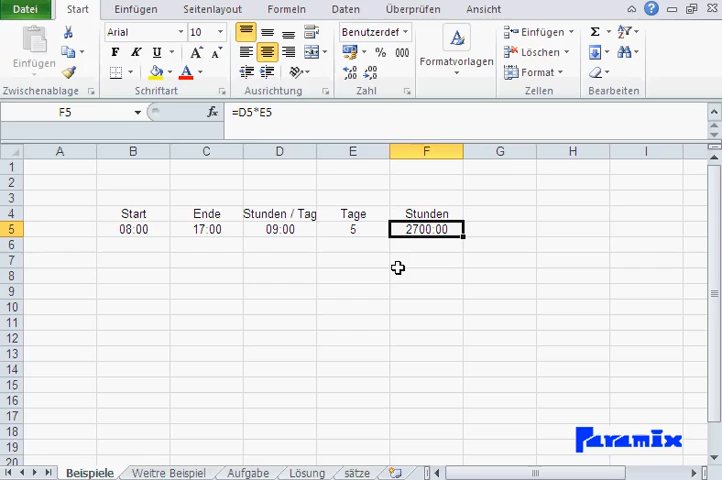 Datei Start Einfügen Seitenlayout Formeln Daten Überprüfen Ansicht
Einfügen
Zwischenablage
Arial 10
F K U
Schriftart
Ausrichtung
Benutzerdef
% 000
Zahl
Formatvorlagen
Einfügen
Löschen
Format
Zellen
Σ
Bearbeiten
F5 fx =D5*E5
A B C D E F G H I
1
2
3
4 Start Ende Stunden / Tag Tage Stunden
5 08:00 17:00 09:00 5 2700:00
6
7
8
9
10
11
12
13
14
15
16
17
18
19
20
Paramix
Beispiele Weitre Beispiel Aufgabe Lösung sätze